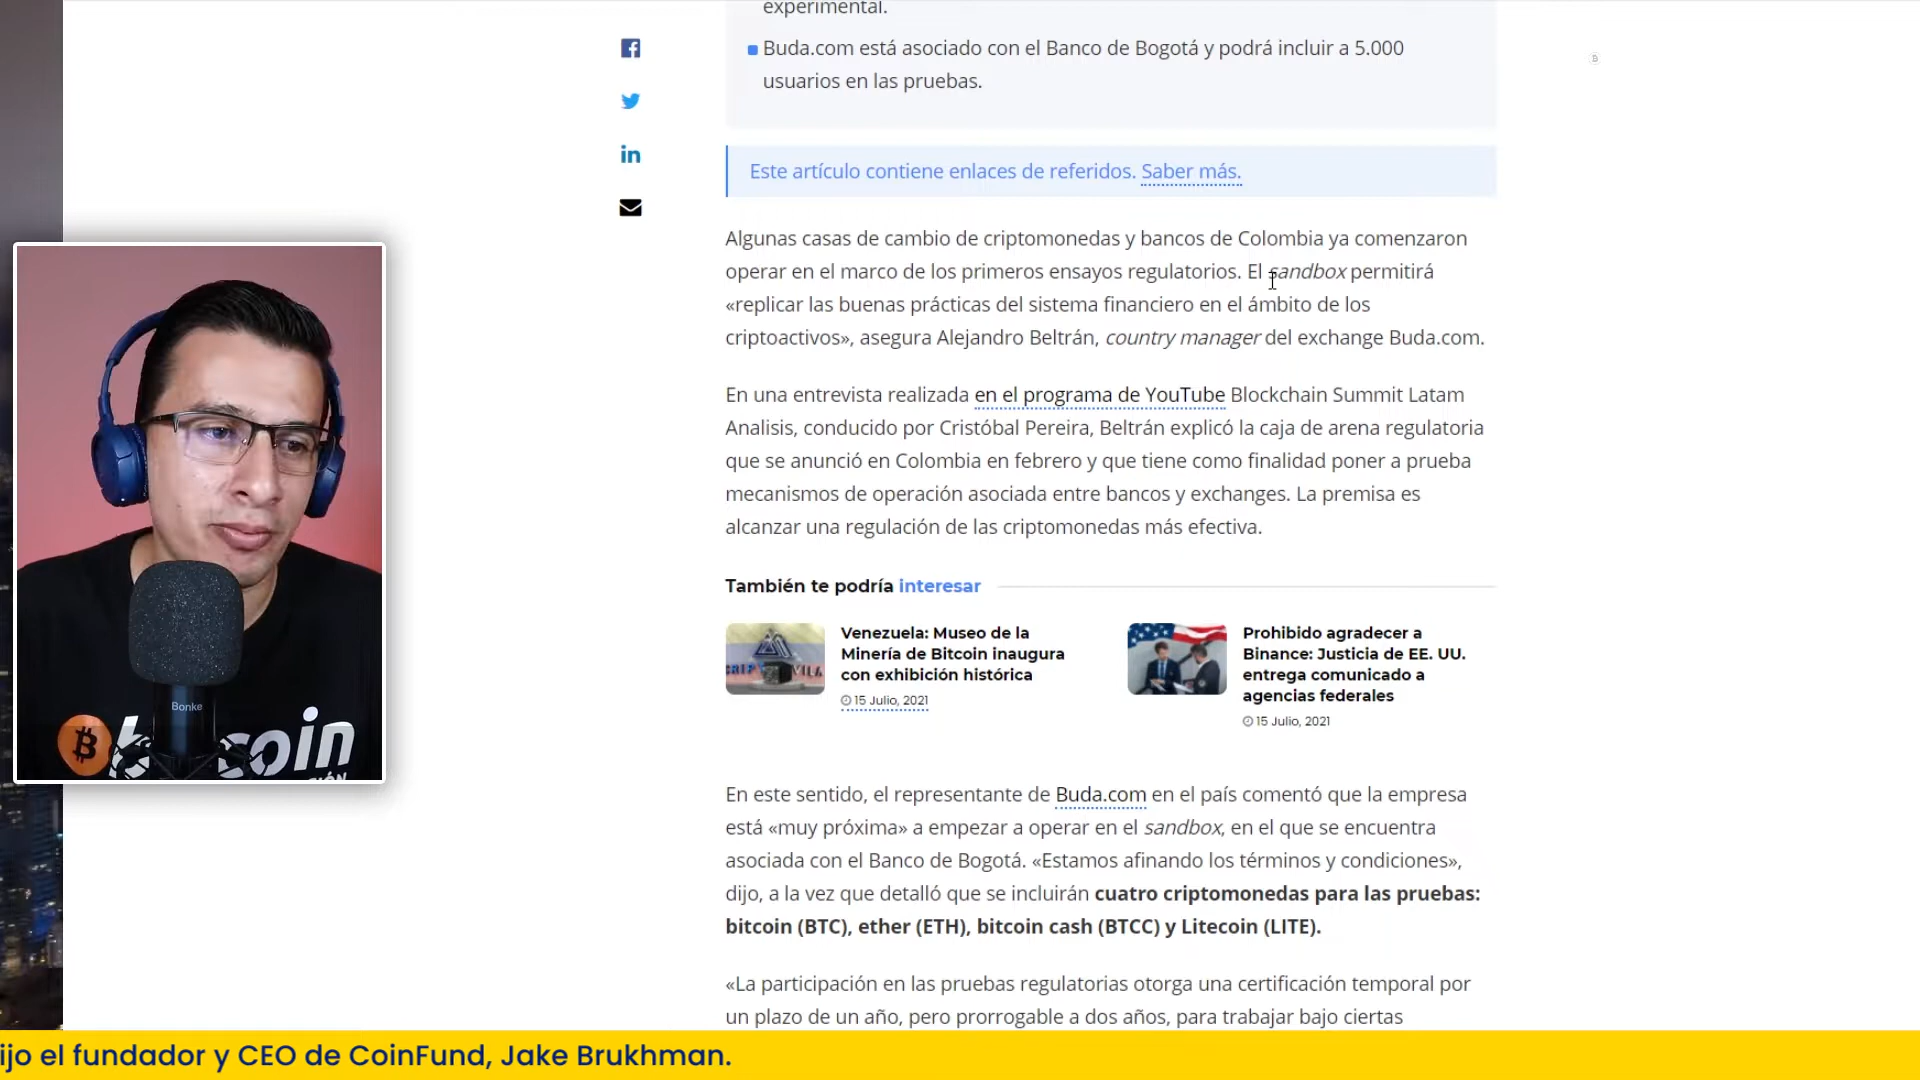 experimental.
Buda.com está asociado con el Banco de Bogotá y podrá incluir a 5.000
usuarios en las pruebas.
Este artículo contiene enlaces de referidos. Saber más.
Algunas casas de cambio de criptomonedas y bancos de Colombia ya comenzaron
operar en el marco de los primeros ensayos regulatorios. El sandbox permitirá
«replicar las buenas prácticas del sistema financiero en el ámbito de los
criptoactivos», asegura Alejandro Beltrán, country manager del exchange Buda.com.
En una entrevista realizada en el programa de YouTube Blockchain Summit Latam
Analisis, conducido por Cristóbal Pereira, Beltrán explicó la caja de arena regulatoria
que se anunció en Colombia en febrero y que tiene como finalidad poner a prueba
mecanismos de operación asociada entre bancos y exchanges. La premisa es
alcanzar una regulación de las criptomonedas más efectiva.
También te podría interesar
Venezuela: Museo de la
Minería de Bitcoin inaugura
con exhibición histórica
15 Julio, 2021
Prohibido agradecer a
Binance: Justicia de EE. UU.
entrega comunicado a
agencias federales
15 Julio, 2021
En este sentido, el representante de Buda.com en el país comentó que la empresa
está «muy próxima» a empezar a operar en el sandbox, en el que se encuentra
asociada con el Banco de Bogotá. «Estamos afinando los términos y condiciones»,
dijo, a la vez que detalló que se incluirán cuatro criptomonedas para las pruebas:
bitcoin (BTC), ether (ETH), bitcoin cash (BTCC) y Litecoin (LITE).
«La participación en las pruebas regulatorias otorga una certificación temporal por
un plazo de un año, pero prorrogable a dos años, para trabajar bajo ciertas
Bonke
ijo el fundador y CEO de CoinFund, Jake Brukhman.